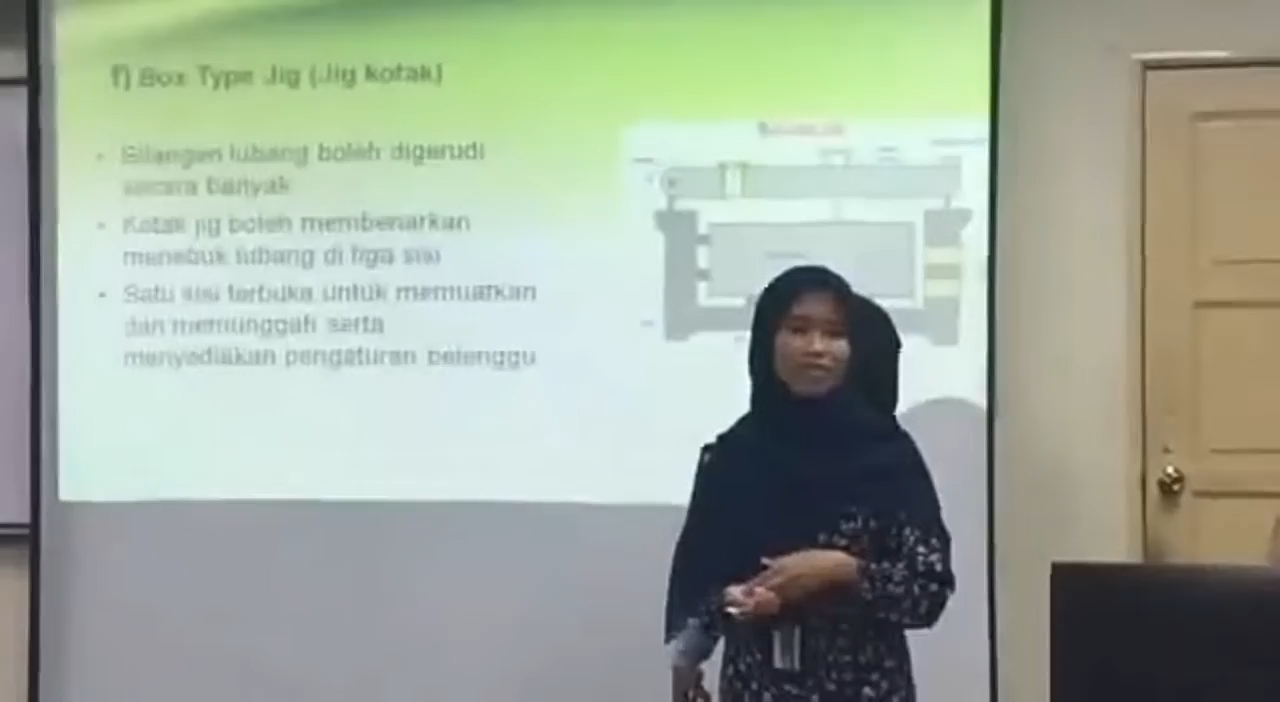 f) Box Type Jig (Jig kotak)
Bilangan lubang boleh digerudi
secara banyak
Kotak jig boleh membenarkan
menebuk lubang di tiga sisi
Satu sisi terbuka untuk memuatkan
dan memunggah serta
menyediakan pengaturan belenggu